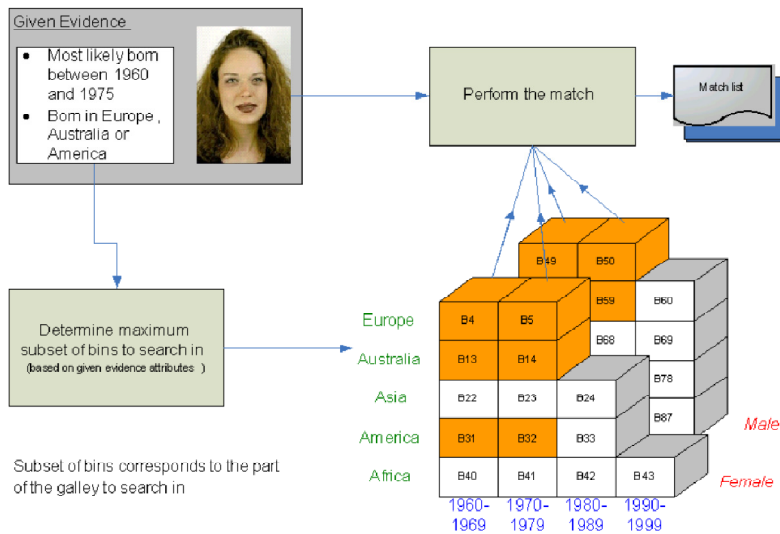 Given Evidence
• Most likely born
between 1960
and 1975
• Born in Europe ,
Australia or
America
Perform the match
Match list
Determine maximum
subset of bins to search in
(based on given evidence attributes )
Subset of bins corresponds to the part
of the galley to search in
B49 B50
B59 B60
B68 B69
B78
B87
Europe B4 B5
Australia B13 B14
Asia B22 B23 B24
America B31 B32 B33
Africa B40 B41 B42 B43
Male
Female
1960- 1970- 1980- 1990-
1969 1979 1989 1999